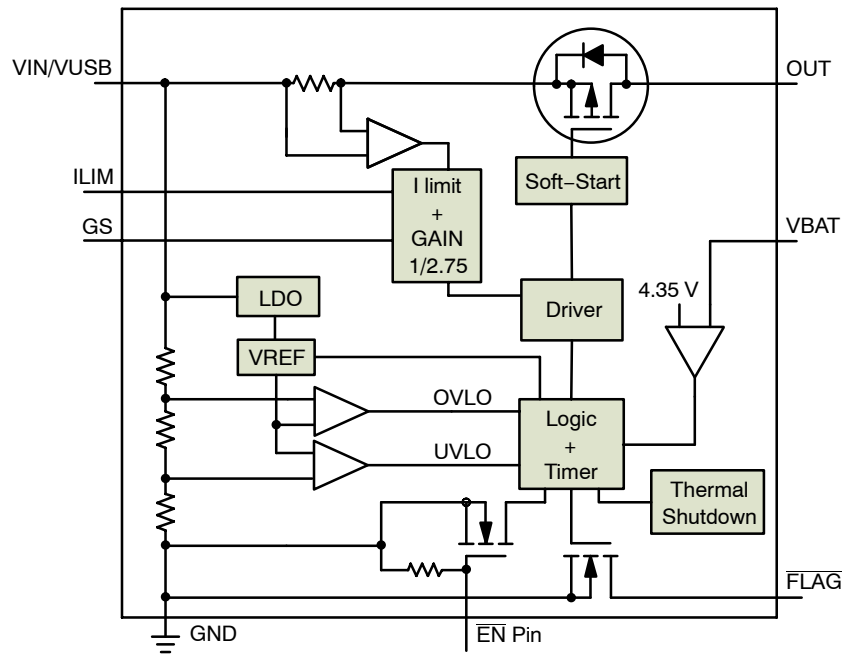 VIN/VUSB
OUT
ILIM
I limit
+
GAIN
1/2.75
Soft−Start
GS
VBAT
LDO
Driver
4.35 V
VREF
OVLO
Logic
+
Timer
UVLO
Thermal
Shutdown
FLAG
GND
EN Pin